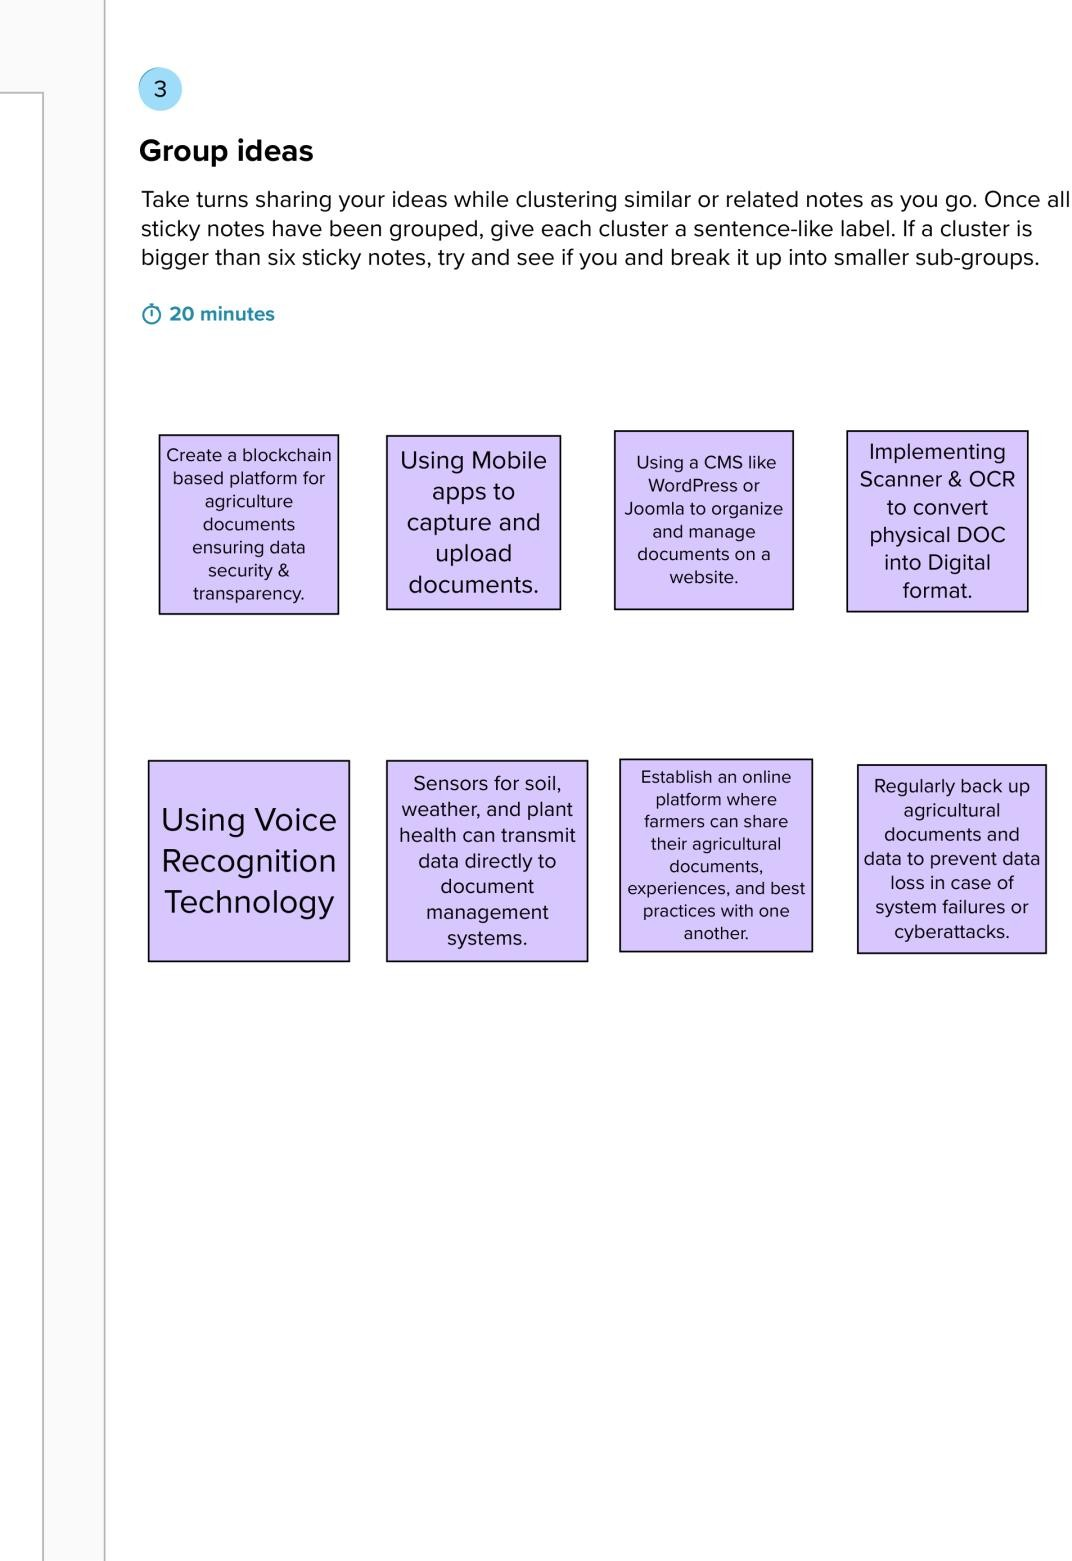 3
Group ideas
Take turns sharing your ideas while clustering similar or related notes as you go. Once all
sticky notes have been grouped, give each cluster a sentence-like label. If a cluster is
bigger than six sticky notes, try and see if you and break it up into smaller sub-groups.
20 minutes
Create a blockchain
based platform for
agriculture
documents
ensuring data
security &
transparency.
Using Mobile
apps to
capture and
upload
documents.
Using a CMS like
WordPress or
Joomla to organize
and manage
documents on a
website.
Implementing
Scanner & OCR
to convert
physical DOC
into Digital
format.
Using Voice
Recognition
Technology
Sensors for soil,
weather, and plant
health can transmit
data directly to
document
management
systems.
Establish an online
platform where
farmers can share
their agricultural
documents,
experiences, and best
practices with one
another.
Regularly back up
agricultural
documents and
data to prevent data
loss in case of
system failures or
cyberattacks.